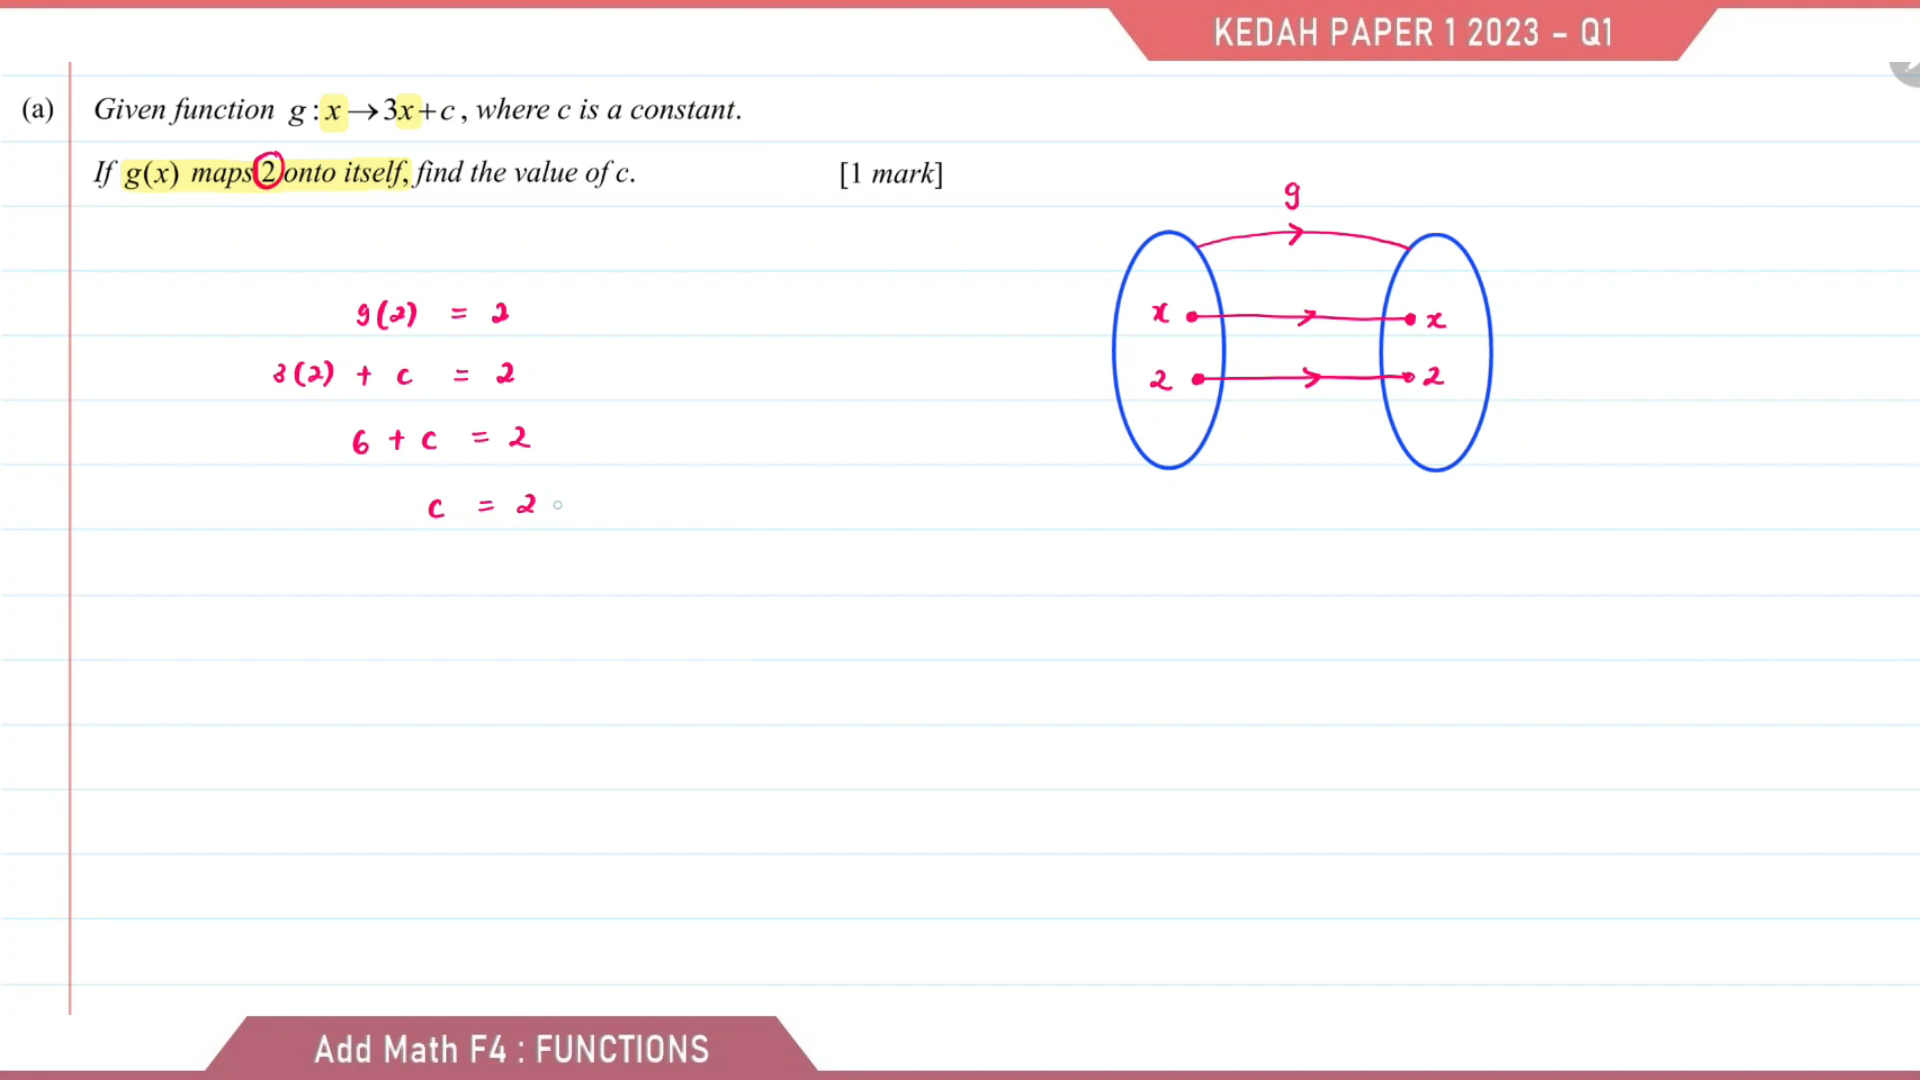 KEDAH PAPER 1 2023 – Q1
(a) Given function g : x → 3x + c , where c is a constant.
If g(x) maps 2 onto itself, find the value of c. [1 mark]
g
g(2) = 2
x x
3(2) + c = 2
2 2
6 + c = 2
c = 2
Add Math F4 : FUNCTIONS